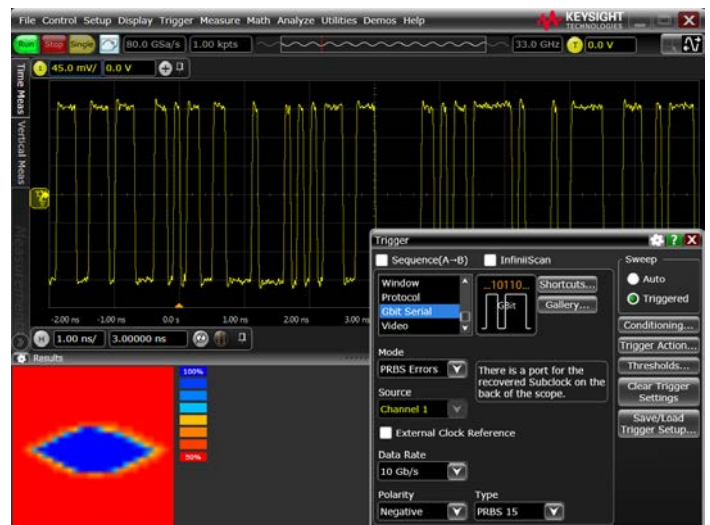 File Control Setup Display Trigger Measure Math Analyze Utilities Demos Help
KEYSIGHT
TECHNOLOGIES
Run Stop Single 80.0 GSa/s 1.00 kpts 33.0 GHz T 0.0 V
1 45.0 mV/ 0.0 V
Time Meas
Vertical Meas
Measurements
-2.00 ns -1.00 ns 0.0 s 1.00 ns 2.00 ns 3.00 ns
H 1.00 ns/ 3.00000 ns
Results
100%
50%
Trigger
Sequence(A→B) InfiniiScan
Window
Protocol
Gbit Serial
Video
...10110...
GBit
Shortcuts...
Gallery...
Mode
PRBS Errors
There is a port for the
recovered Subclock on the
back of the scope.
Source
Channel 1
External Clock Reference
Data Rate
10 Gb/s
Polarity Type
Negative PRBS 15
Sweep
Auto
Triggered
Conditioning...
Trigger Action...
Thresholds...
Clear Trigger
Settings
Save/Load
Trigger Setup...